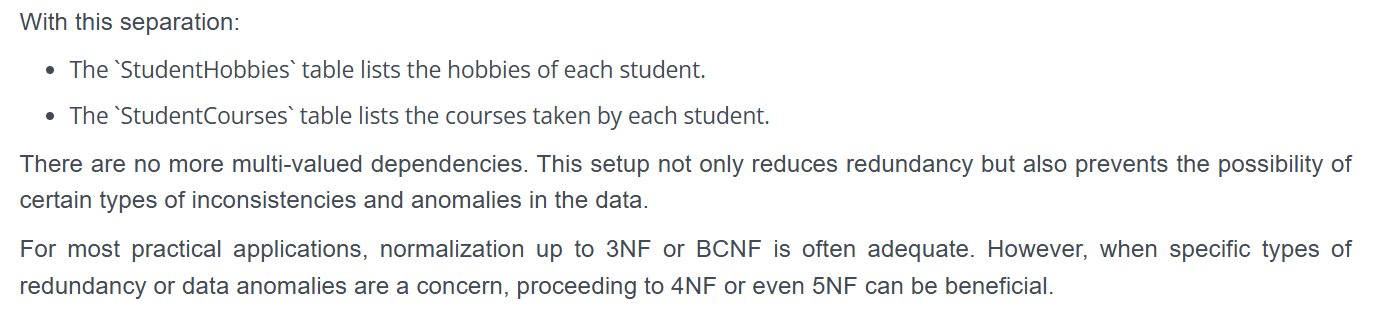 With this separation:
• The `StudentHobbies` table lists the hobbies of each student.
• The `StudentCourses` table lists the courses taken by each student.
There are no more multi-valued dependencies. This setup not only reduces redundancy but also prevents the possibility of
certain types of inconsistencies and anomalies in the data.
For most practical applications, normalization up to 3NF or BCNF is often adequate. However, when specific types of
redundancy or data anomalies are a concern, proceeding to 4NF or even 5NF can be beneficial.